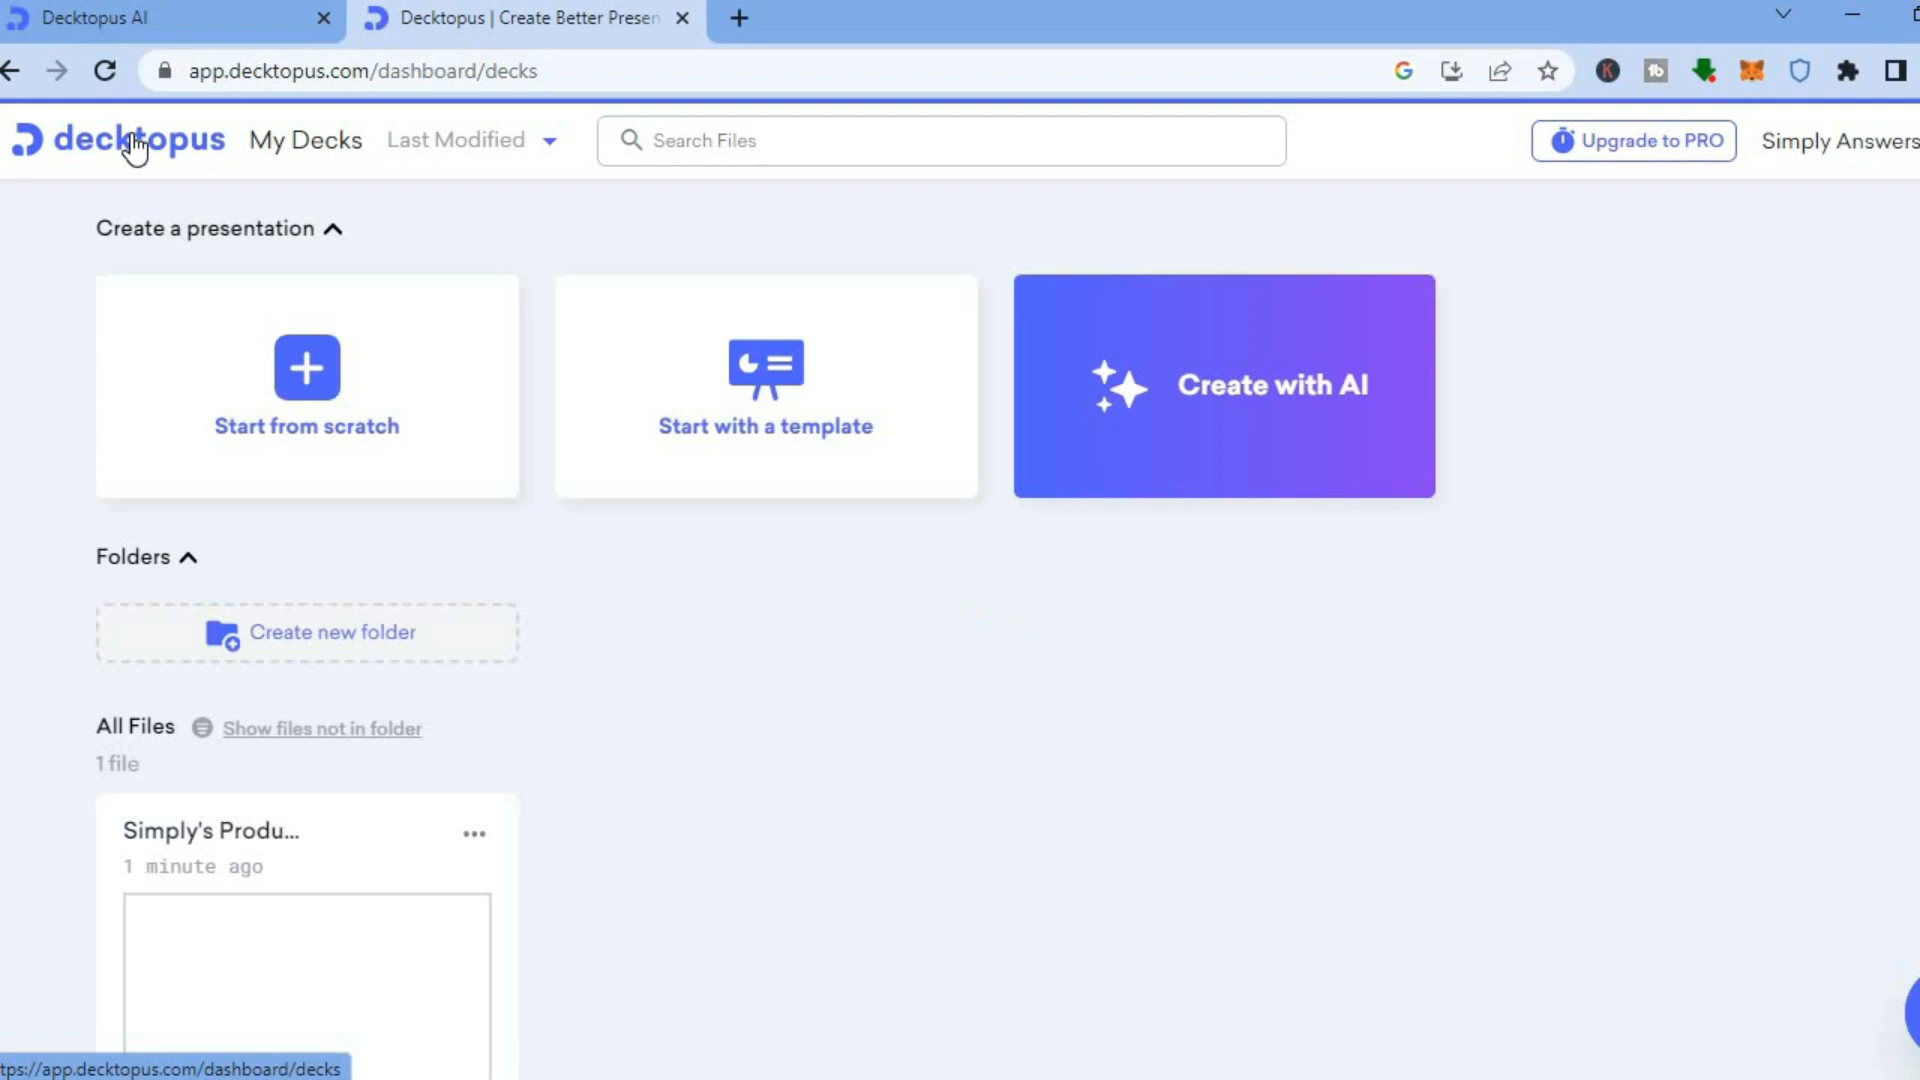 Decktopus AI
Decktopus | Create Better Presen
app.decktopus.com/dashboard/decks
decktopus
My Decks
Last Modified
Search Files
Upgrade to PRO
Simply Answers
Create a presentation
Start from scratch
Start with a template
Create with AI
Folders
Create new folder
All Files
Show files not in folder
1 file
Simply's Produ...
1 minute ago
tps://app.decktopus.com/dashboard/decks